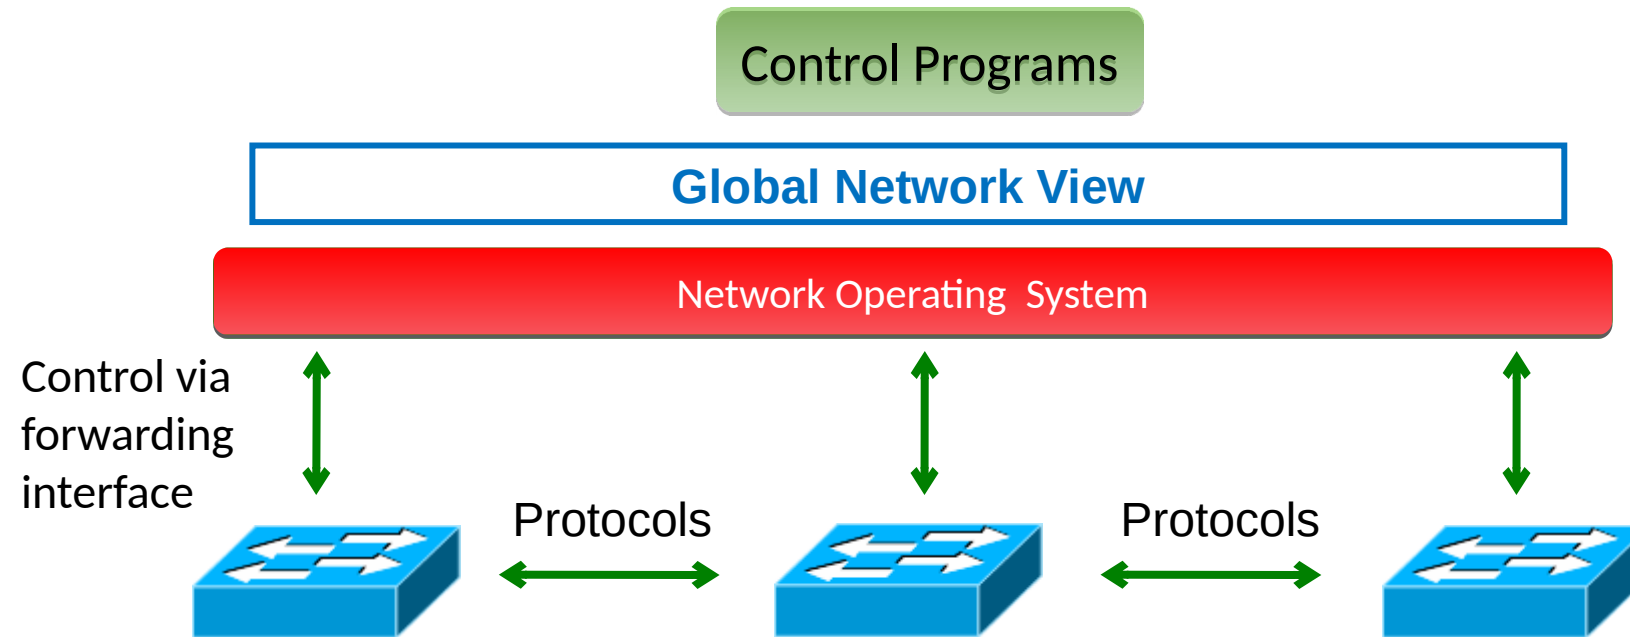 Control Programs
Global Network View
Network Operating  System
Control via
forwarding
interface
Protocols
Protocols